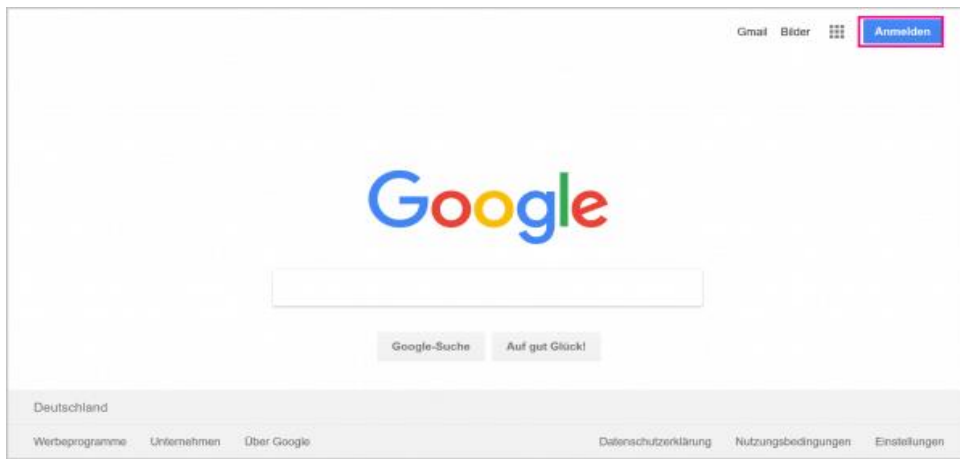 Gmail Bilder Anmelden
Google
Google-Suche Auf gut Glück!
Deutschland
Werbeprogramme Unternehmen Über Google Datenschutzerklärung Nutzungsbedingungen Einstellungen